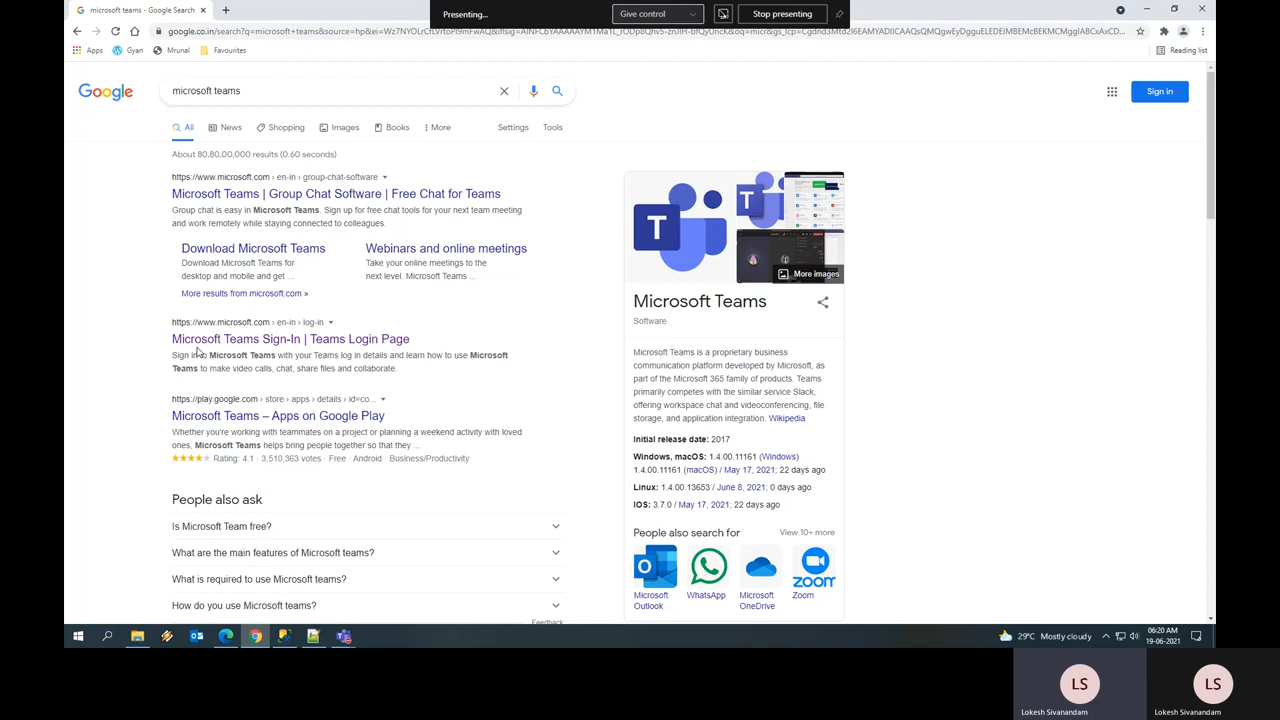 microsoft teams - Google Search
Presenting...
Give control
Stop presenting
Apps
Gyan
Mrunal
Favourites
Reading list
Google
microsoft teams
Sign in
All
News
Shopping
Images
Books
More
Settings
Tools
About 80,80,00,000 results (0.60 seconds)
https://www.microsoft.com › en-in › group-chat-software
Microsoft Teams | Group Chat Software | Free Chat for Teams
Group chat is easy in Microsoft Teams. Sign up for free chat tools for your next team meeting
and work remotely while staying connected to colleagues.
Download Microsoft Teams
Download Microsoft Teams for
desktop and mobile and get ...
Webinars and online meetings
Take your online meetings to the
next level. Microsoft Teams ...
More results from microsoft.com »
https://www.microsoft.com › en-in › log-in
Microsoft Teams Sign-In | Teams Login Page
Sign into Microsoft Teams with your Teams log in details and learn how to use Microsoft
Teams to make video calls, chat, share files and collaborate.
https://play.google.com › store › apps › details › id=co...
Microsoft Teams – Apps on Google Play
Whether you're working with teammates on a project or planning a weekend activity with loved
ones, Microsoft Teams helps bring people together so that they ...
Rating: 4.1 · 3,510,363 votes · Free · Android · Business/Productivity
People also ask
Is Microsoft Team free?
What are the main features of Microsoft teams?
What is required to use Microsoft teams?
How do you use Microsoft teams?
Feedback
T
T
More images
Microsoft Teams
Software
Microsoft Teams is a proprietary business
communication platform developed by Microsoft, as
part of the Microsoft 365 family of products. Teams
primarily competes with the similar service Slack,
offering workspace chat and videoconferencing, file
storage, and application integration. Wikipedia
Initial release date: 2017
Windows, macOS: 1.4.00.11161 (Windows)
1.4.00.11161 (macOS) / May 17, 2021; 22 days ago
Linux: 1.4.00.13653 / June 8, 2021; 0 days ago
IOS: 3.7.0 / May 17, 2021; 22 days ago
People also search for
View 10+ more
Microsoft
Outlook
WhatsApp
Microsoft
OneDrive
zoom
Zoom
29°C Mostly cloudy
06:20 AM
19-06-2021
LS
LS
Lokesh Sivanandam
Lokesh Sivanandam